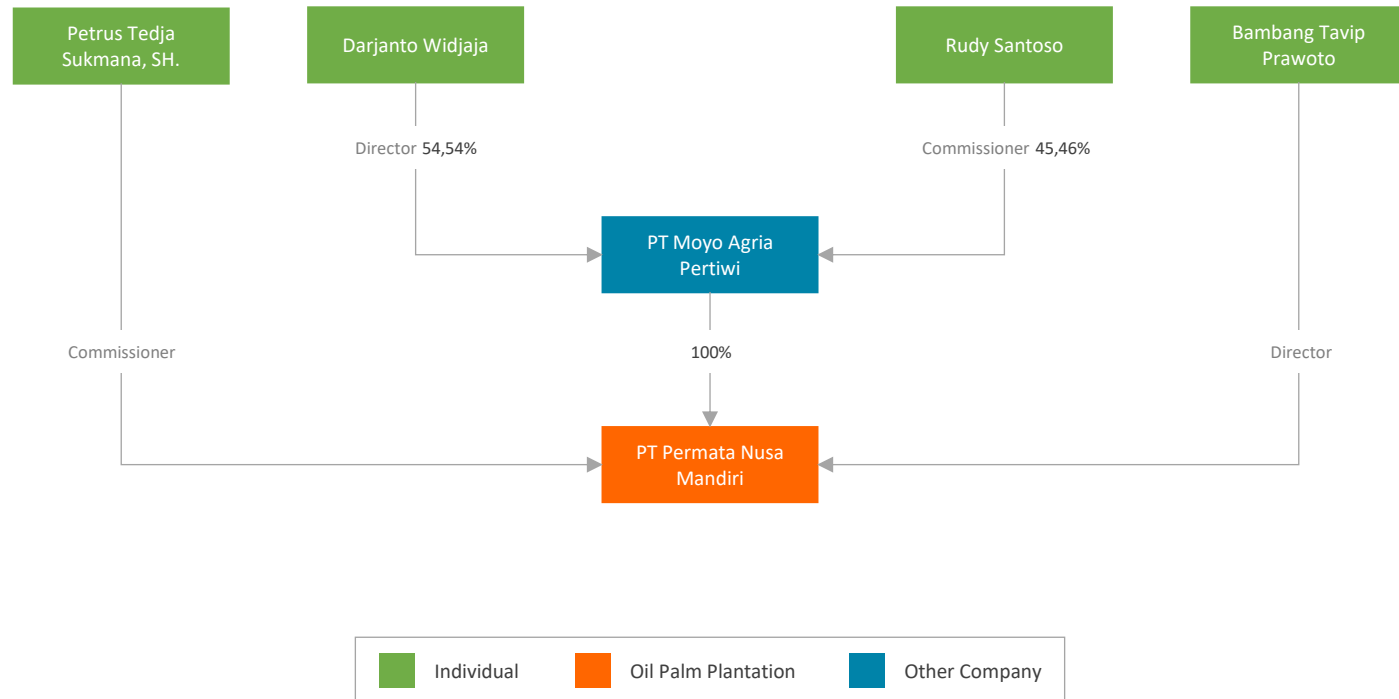 Petrus Tedja
Sukmana, SH.
Darjanto Widjaja
Rudy Santoso
Bambang Tavip
Prawoto
Director 54,54%
Commissioner 45,46%
PT Moyo Agria
Pertiwi
Commissioner
100%
Director
PT Permata Nusa
Mandiri
Individual
Oil Palm Plantation
Other Company